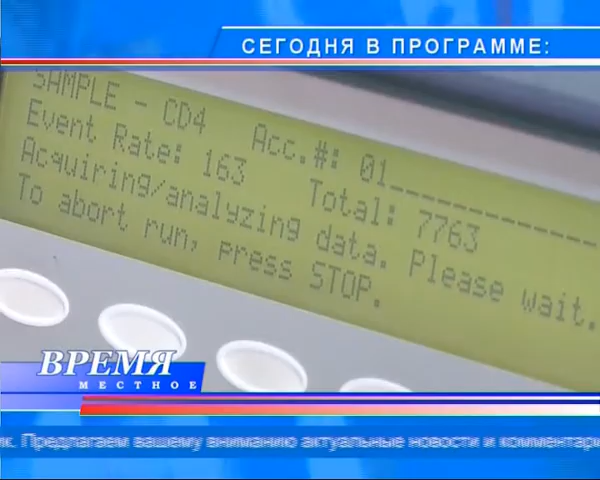 СЕГОДНЯ В ПРОГРАММЕ:
SAMPLE - CD4 Acc.#: 01
Event Rate: 163 Total: 7763
Acquiring/analyzing data. Please wait.
To abort run, press STOP.
ВРЕМЯ
МЕСТНОЕ
Предлагаем вашему вниманию актуальные новости и